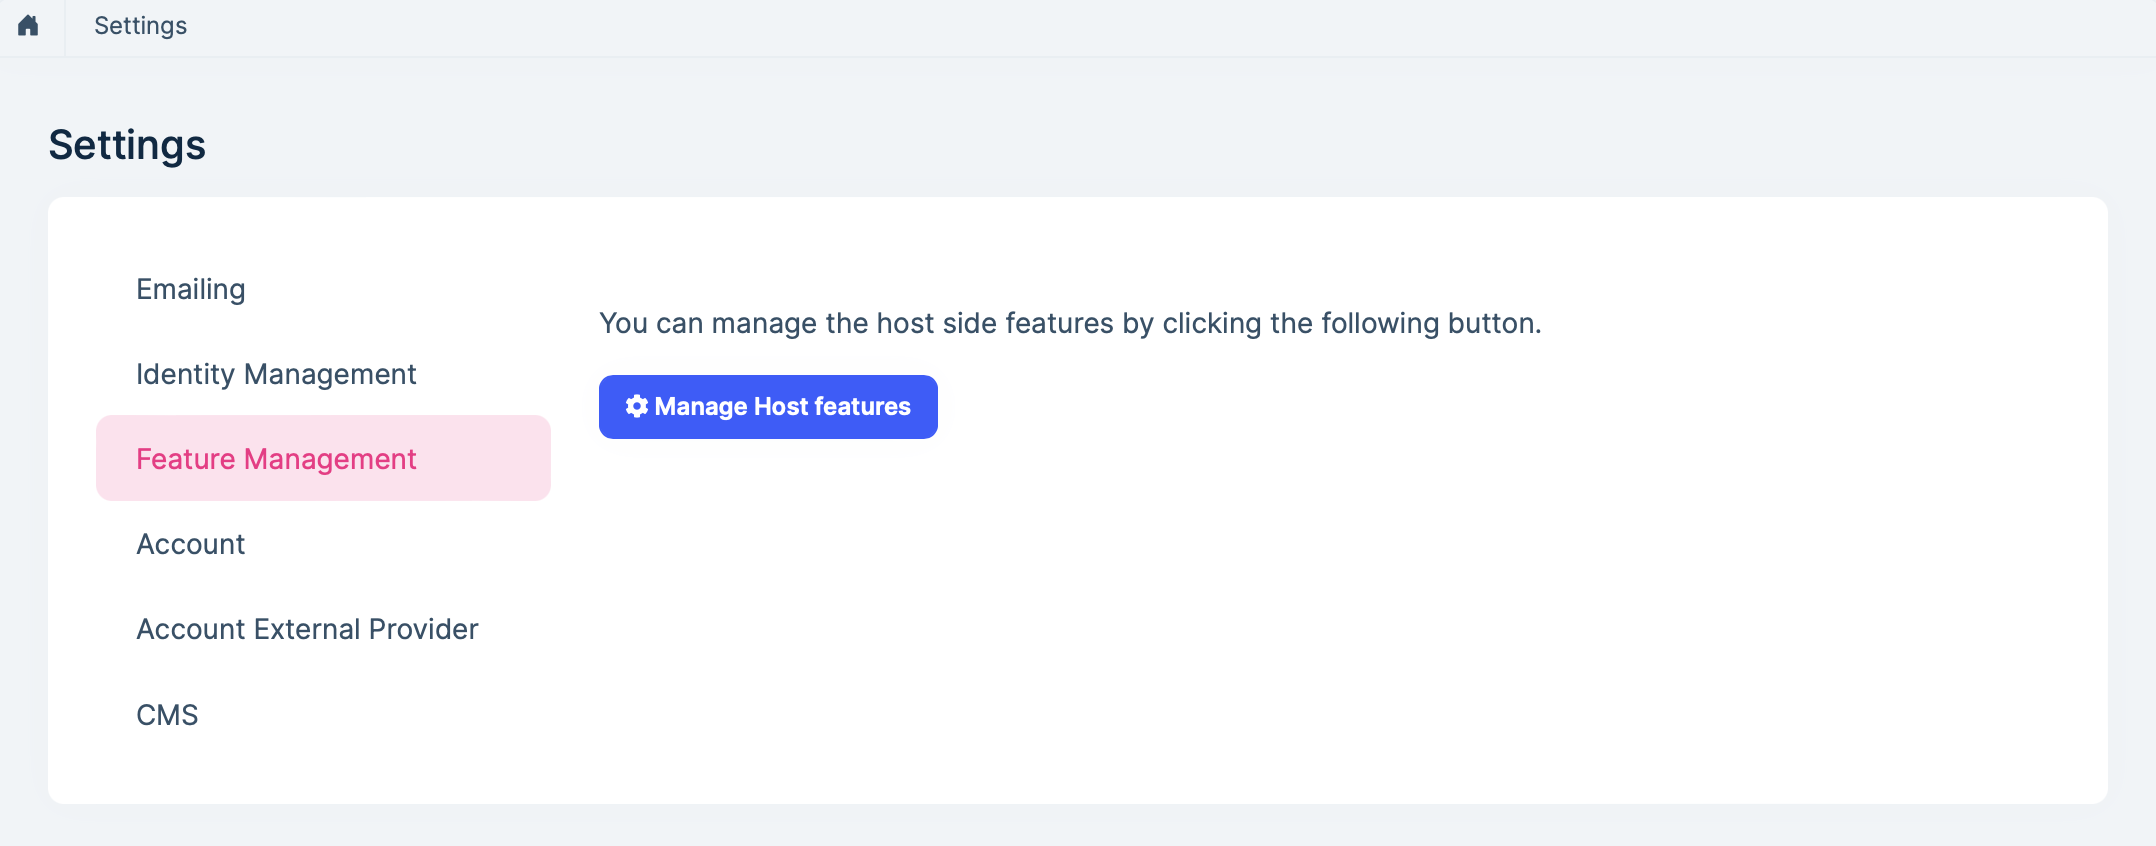 Settings
Settings
Emailing
Identity Management
Feature Management
Account
Account External Provider
CMS
You can manage the host side features by clicking the following button.
Manage Host features